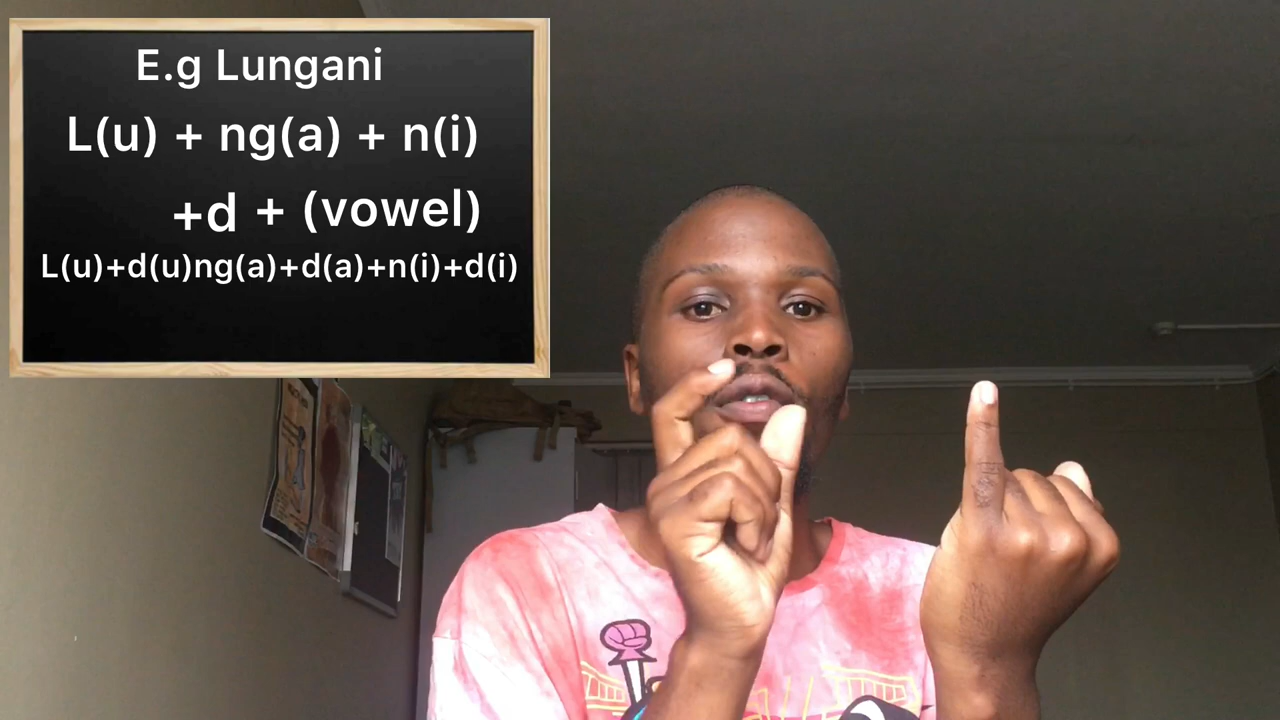 E.g Lungani
L(u) + ng(a) + n(i)
+d + (vowel)
L(u)+d(u)ng(a)+d(a)+n(i)+d(i)